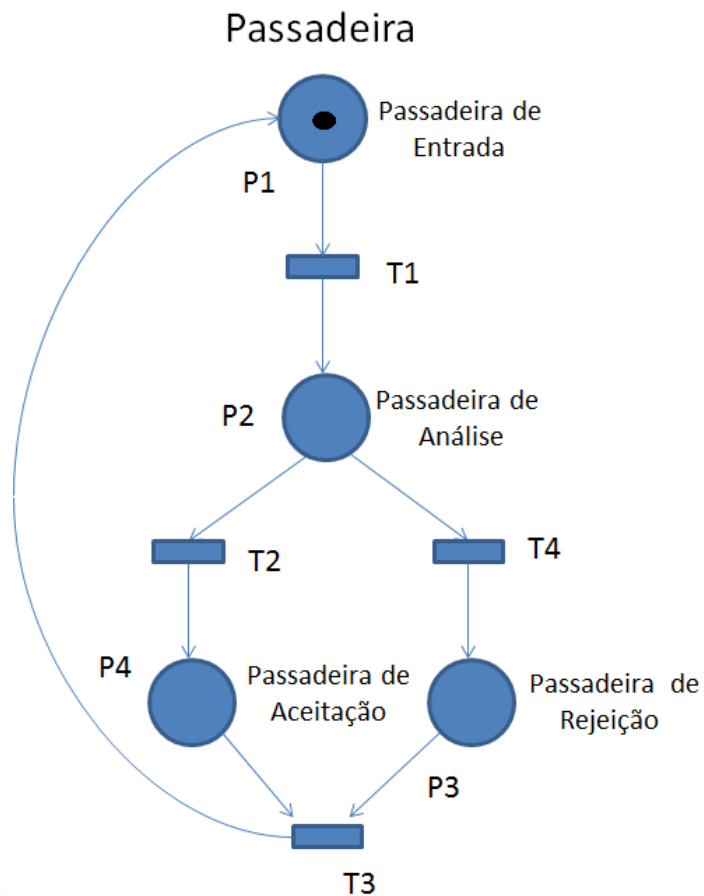 Passadeira
Passadeira de
Entrada
P1
T1
P2
Passadeira de
Análise
T2
T4
P4
Passadeira de
Aceitação
Passadeira de
Rejeição
P3
T3